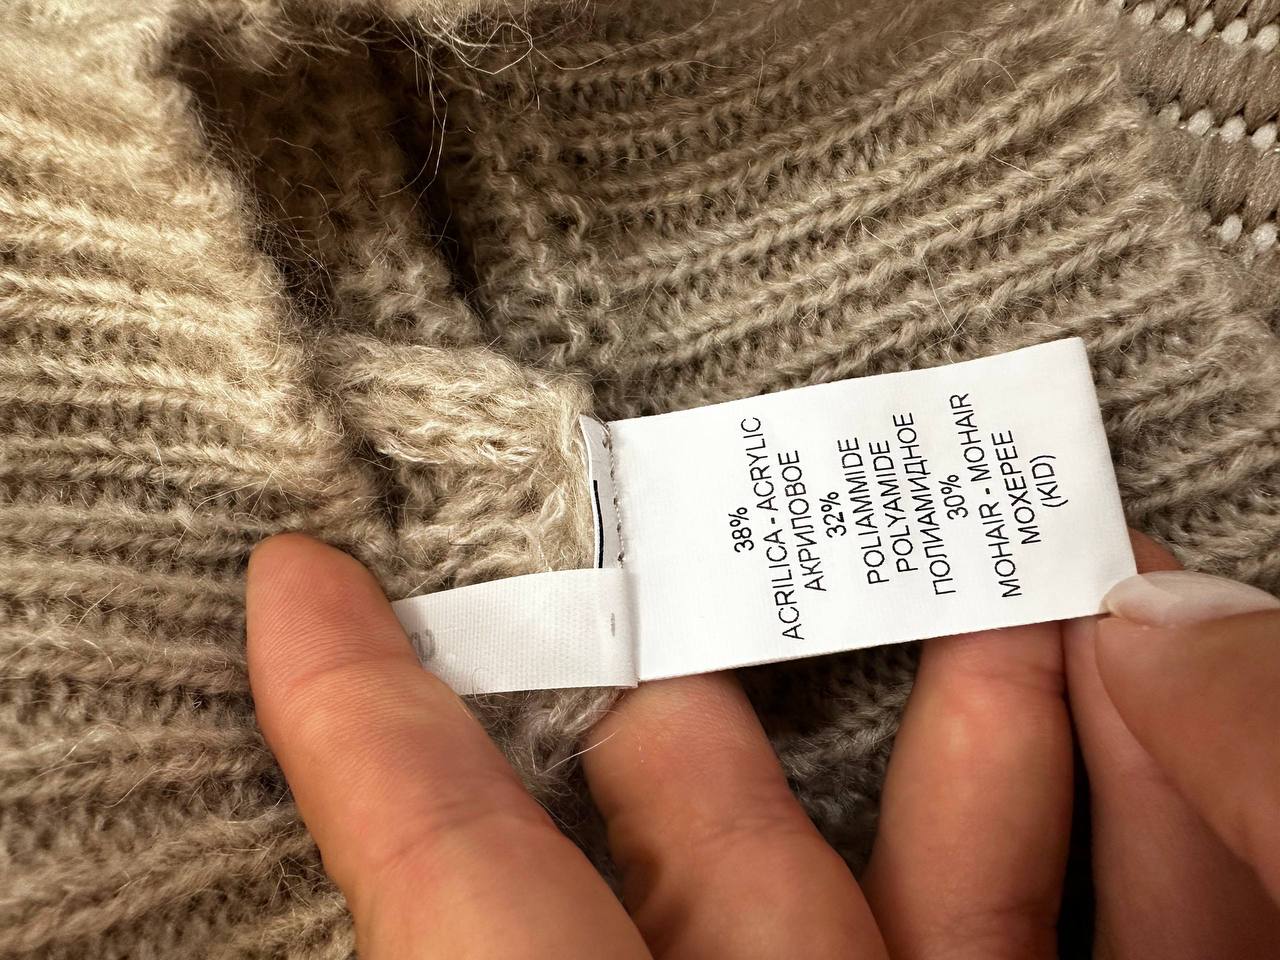 38%
ACRILICA - ACRYLIC
АКРИЛОВОЕ
32%
POLIAMMIDE
POLYAMIDE
ПОЛИАМИДНОЕ
30%
MOHAIR - MOHAIR
МОХЕРЕЕ
(KID)